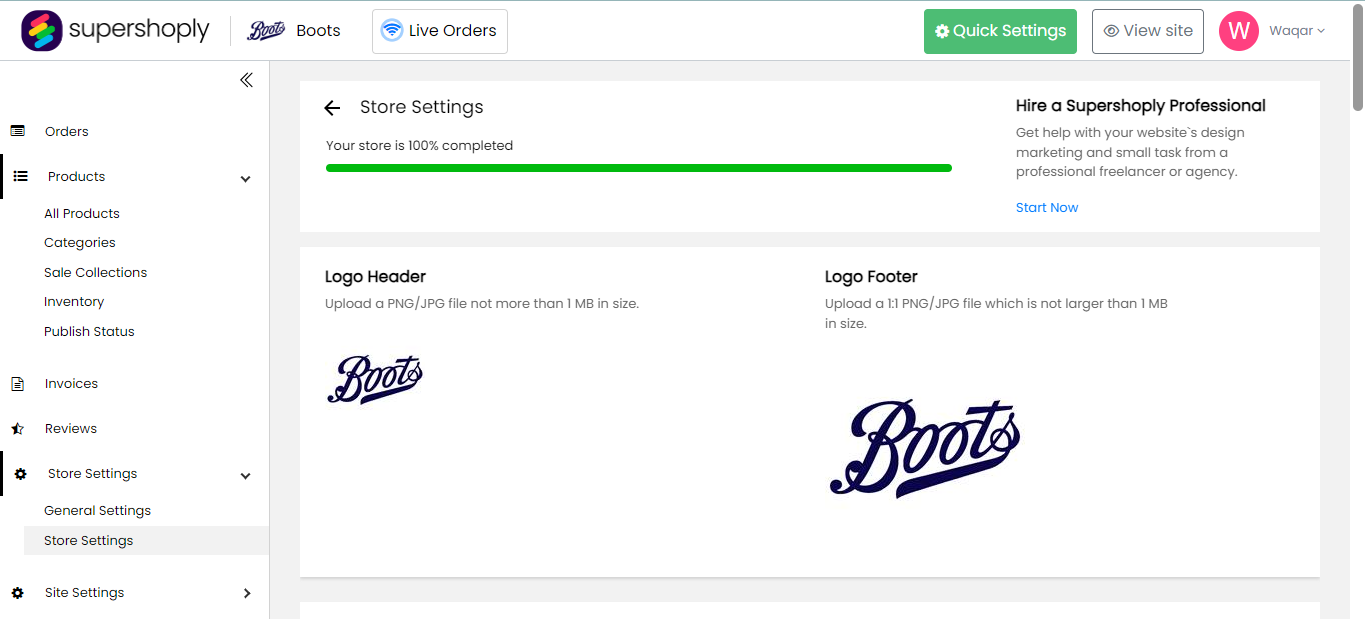 supershoply
Boots
Boots
Live Orders
Quick Settings
View site
W
Waqar
Orders
Products
All Products
Categories
Sale Collections
Inventory
Publish Status
Invoices
Reviews
Store Settings
General Settings
Store Settings
Site Settings
Store Settings
Your store is 100% completed
Hire a Supershoply Professional
Get help with your website`s design
marketing and small task from a
professional freelancer or agency.
Start Now
Logo Header
Upload a PNG/JPG file not more than 1 MB in size.
Boots
Logo Footer
Upload a 1:1 PNG/JPG file which is not larger than 1 MB
in size.
Boots